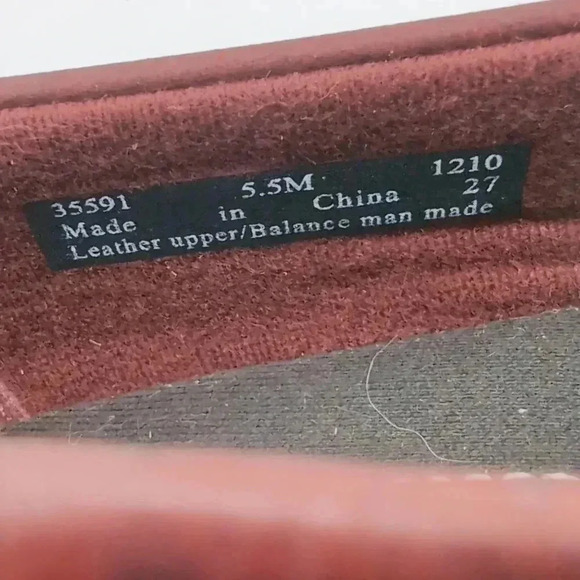 35591 5.5M 1210
Made in China 27
Leather upper/Balance man made